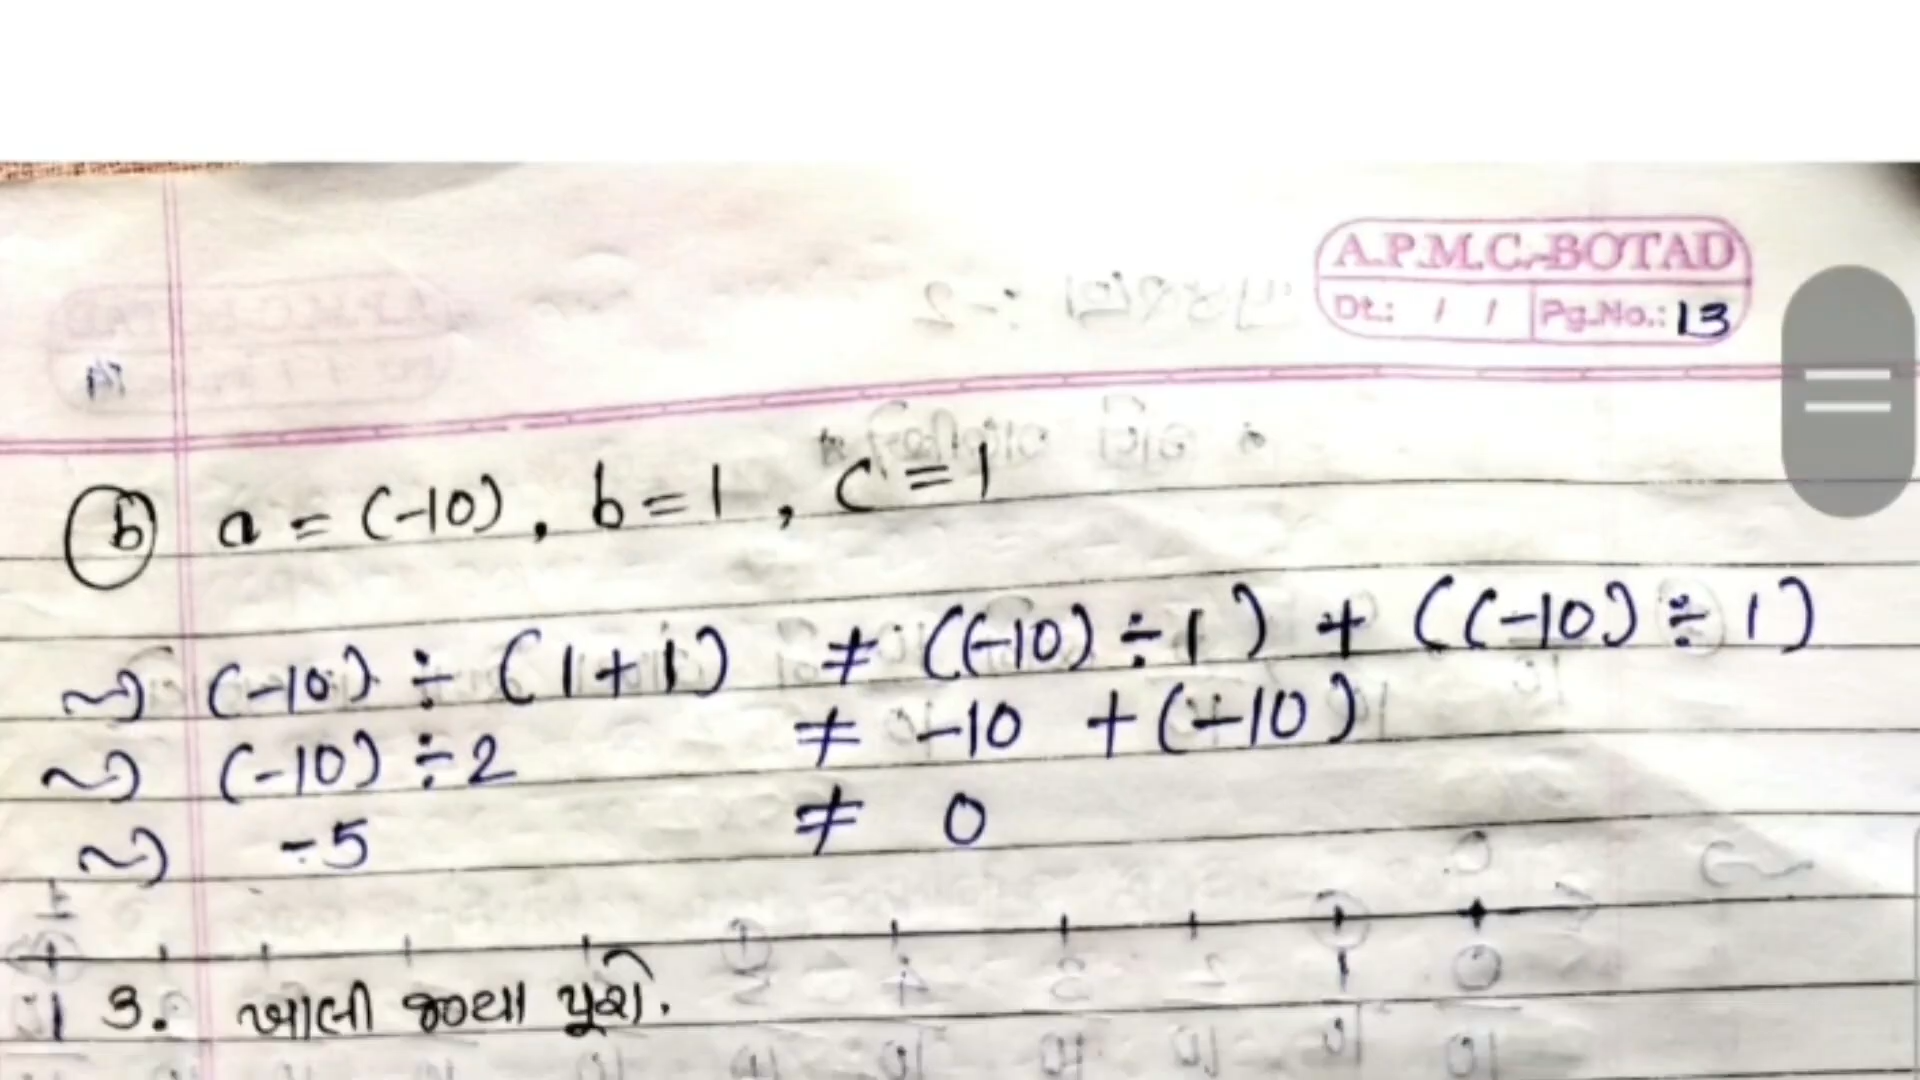 A.P.M.C.-BOTAD
Dt.: / / Pg.No.: 13
(b) a = (-10), b = 1, c = 1
~) (-10) ÷ (1+1) ≠ ((-10) ÷ 1) + ((-10) ÷ 1)
~) (-10) ÷ 2 ≠ -10 + (-10)
~) -5 ≠ 0
3. ખાલી જગ્યા પૂરો.